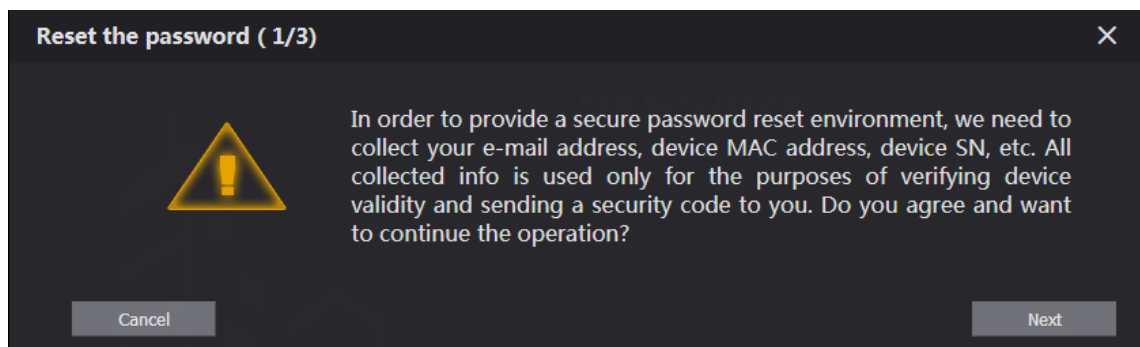 Reset the password ( 1/3)
In order to provide a secure password reset environment, we need to
collect your e-mail address, device MAC address, device SN, etc. All
collected info is used only for the purposes of verifying device
validity and sending a security code to you. Do you agree and want
to continue the operation?
Cancel
Next